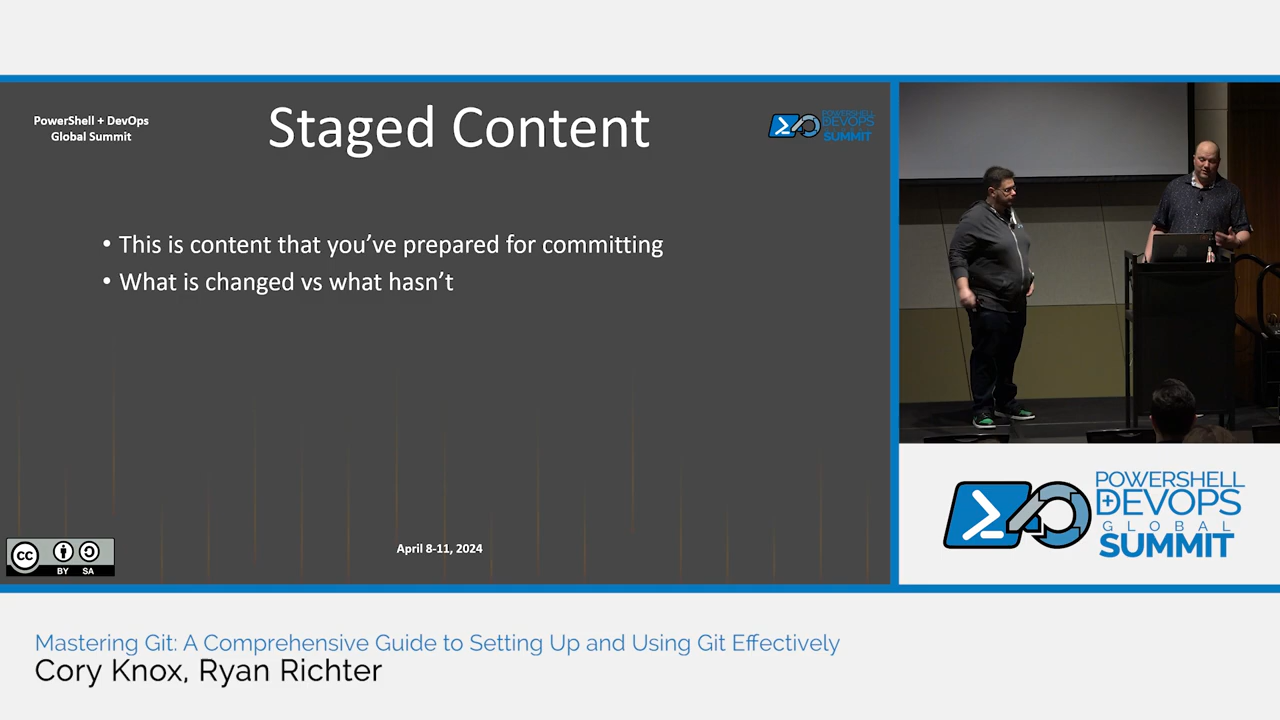 PowerShell + DevOps
Global Summit
Staged Content
POWERSHELL
DEVOPS
GLOBAL
SUMMIT
• This is content that you’ve prepared for committing
• What is changed vs what hasn’t
April 8-11, 2024
cc
BY SA
POWERSHELL
+DEVOPS
GLOBAL
SUMMIT
Mastering Git: A Comprehensive Guide to Setting Up and Using Git Effectively
Cory Knox, Ryan Richter